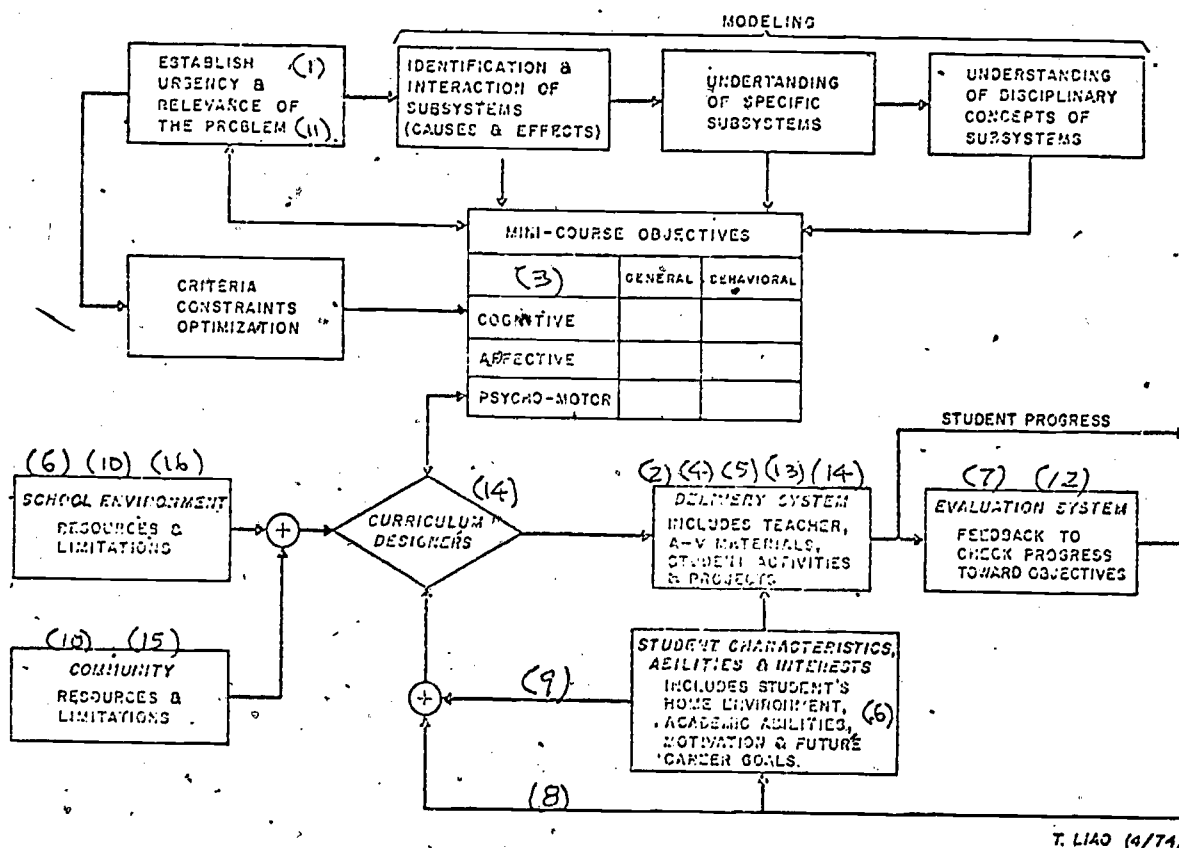 MODELING
ESTABLISH (1)
URGENCY &
RELEVANCE OF
THE PROBLEM (11)
IDENTIFICATION &
INTERACTION OF
SUBSYSTEMS
(CAUSES & EFFECTS)
UNDERSTANDING
OF SPECIFIC
SUBSYSTEMS
UNDERSTANDING
OF DISCIPLINARY
CONCEPTS OF
SUBSYSTEMS
MINI-COURSE OBJECTIVES
(3) GENERAL BEHAVIORAL
COGNITIVE
AFFECTIVE
PSYCHO-MOTOR
CRITERIA
CONSTRAINTS
OPTIMIZATION
STUDENT PROGRESS
(6) (10) (16)
SCHOOL ENVIRONMENT
RESOURCES &
LIMITATIONS
+
(14)
CURRICULUM
DESIGNERS
(2) (4) (5) (13) (14)
DELIVERY SYSTEM
INCLUDES TEACHER,
A-V MATERIALS,
STUDENT ACTIVITIES
& PROJECTS
(7) (12)
EVALUATION SYSTEM
FEEDBACK TO
CHECK PROGRESS
TOWARD OBJECTIVES
(10) (15)
COMMUNITY
RESOURCES &
LIMITATIONS
+
(9)
STUDENT CHARACTERISTICS,
ABILITIES & INTERESTS
INCLUDES STUDENT'S
HOME ENVIRONMENT,
ACADEMIC ABILITIES, (6)
MOTIVATION & FUTURE
CAREER GOALS.
(8)
T. LIAO (4/74)